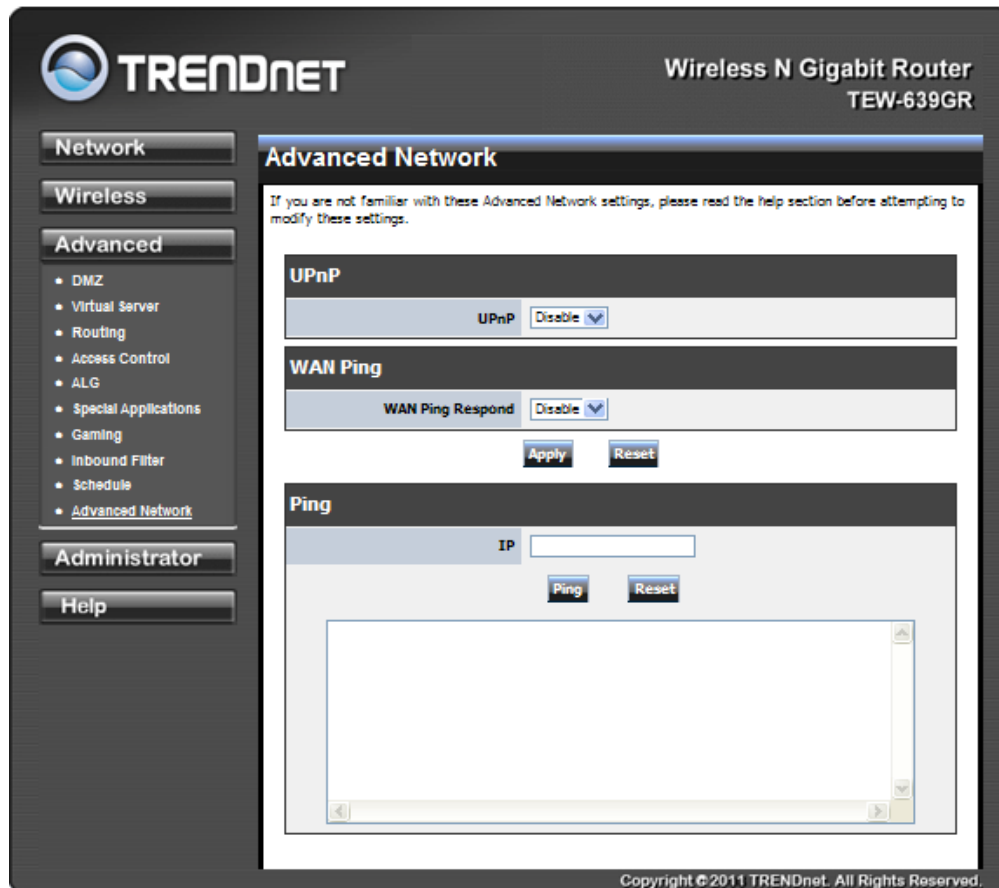 TRENDNET
Wireless N Gigabit Router
TEW-639GR
Network
Wireless
Advanced
DMZ
Virtual Server
Routing
Access Control
ALG
Special Applications
Gaming
Inbound Filter
Schedule
Advanced Network
Administrator
Help
Advanced Network
If you are not familiar with these Advanced Network settings, please read the help section before attempting to
modify these settings.
UPnP
UPnP Disable
WAN Ping
WAN Ping Respond Disable
Apply Reset
Ping
IP
Ping Reset
Copyright © 2011 TRENDnet. All Rights Reserved.